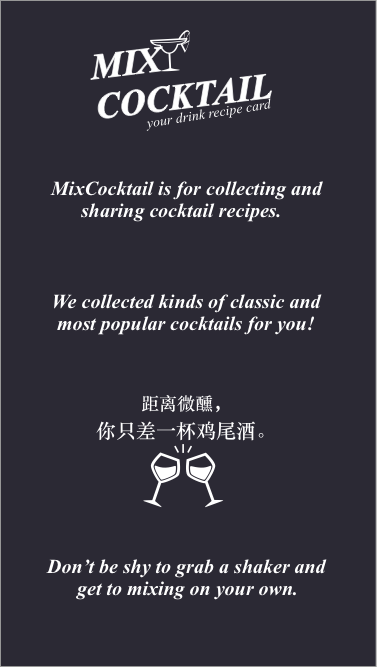 MIX
COCKTAIL
your drink recipe card
MixCocktail is for collecting and
sharing cocktail recipes.
We collected kinds of classic and
most popular cocktails for you!
距离微醺，
你只差一杯鸡尾酒。
Don't be shy to grab a shaker and
get to mixing on your own.